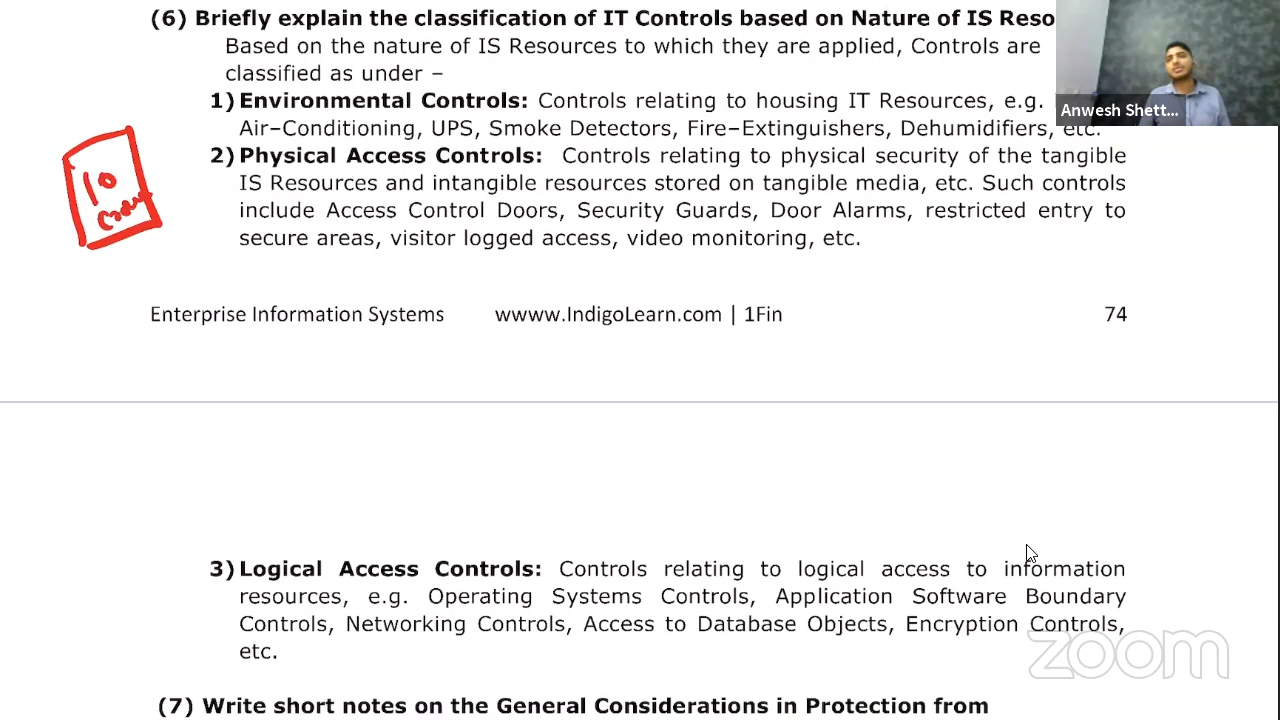 (6) Briefly explain the classification of IT Controls based on Nature of IS Reso
Based on the nature of IS Resources to which they are applied, Controls are
classified as under –
1) Environmental Controls: Controls relating to housing IT Resources, e.g.
Anwesh Shett...
Air–Conditioning, UPS, Smoke Detectors, Fire–Extinguishers, Dehumidifiers, etc.
2) Physical Access Controls: Controls relating to physical security of the tangible
IS Resources and intangible resources stored on tangible media, etc. Such controls
include Access Control Doors, Security Guards, Door Alarms, restricted entry to
secure areas, visitor logged access, video monitoring, etc.
10
Enterprise Information Systems wwww.IndigoLearn.com | 1Fin 74
3) Logical Access Controls: Controls relating to logical access to information
resources, e.g. Operating Systems Controls, Application Software Boundary
Controls, Networking Controls, Access to Database Objects, Encryption Controls,
etc.
zoom
(7) Write short notes on the General Considerations in Protection from